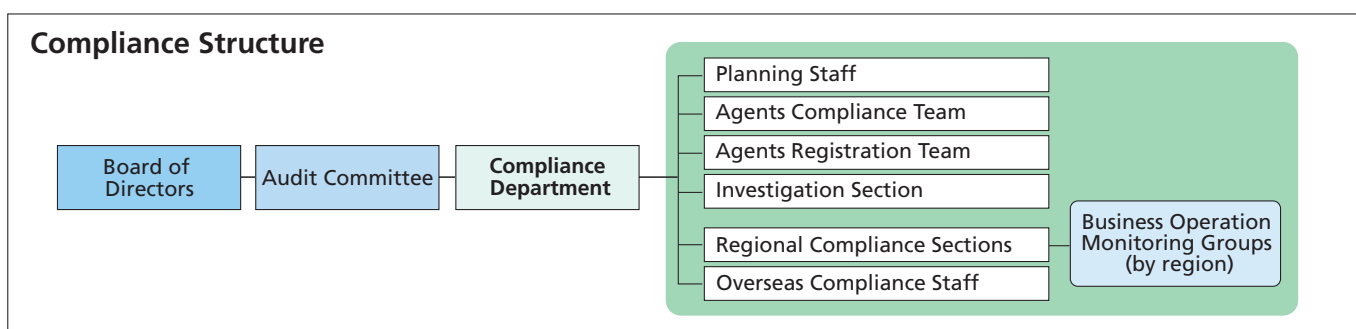 Compliance Structure
Board of
Directors
Audit Committee
Compliance
Department
Planning Staff
Agents Compliance Team
Agents Registration Team
Investigation Section
Regional Compliance Sections
Overseas Compliance Staff
Business Operation
Monitoring Groups
(by region)